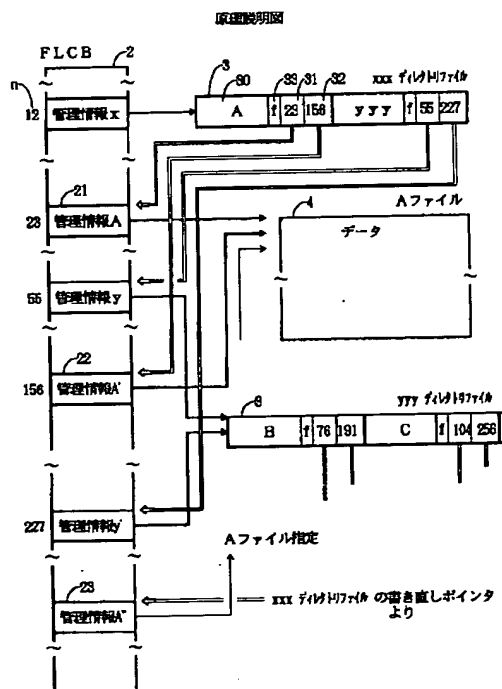 原理説明図
FLCB
2
n
12
管理情報x
3
30
33
31
32
xxx ディレクトリファイル
A
f
23
156
yyy
f
55
227
21
23
管理情報A
4
Aファイル
データ
55
管理情報y
22
156
管理情報A'
6
yyy ディレクトリファイル
B
f
76
191
C
f
104
256
227
管理情報y'
Aファイル指定
23
管理情報A"
xxx ディレクトリファイル の書き直しポインタ
より